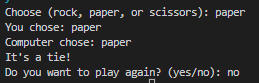 Choose (rock, paper, or scissors): paper
You chose: paper
Computer chose: paper
It's a tie!
Do you want to play again? (yes/no): no